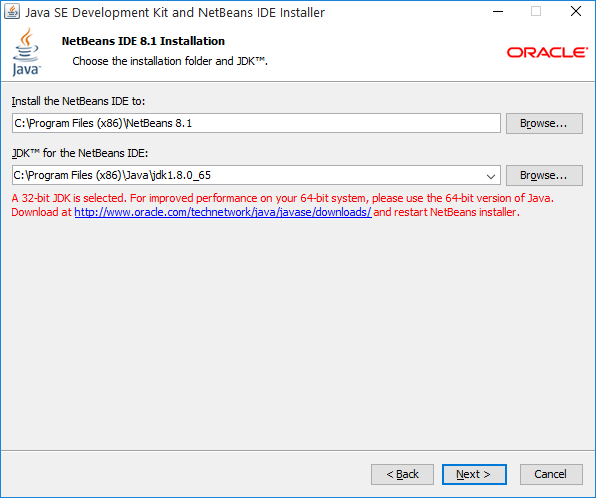 Java SE Development Kit and NetBeans IDE Installer
NetBeans IDE 8.1 Installation
Choose the installation folder and JDK™.
Java™
ORACLE®
Install the NetBeans IDE to:
C:\Program Files (x86)\NetBeans 8.1
Browse...
JDK™ for the NetBeans IDE:
C:\Program Files (x86)\Java\jdk1.8.0_65
Browse...
A 32-bit JDK is selected. For improved performance on your 64-bit system, please use the 64-bit version of Java.
Download at http://www.oracle.com/technetwork/java/javase/downloads/ and restart NetBeans installer.
< Back
Next >
Cancel